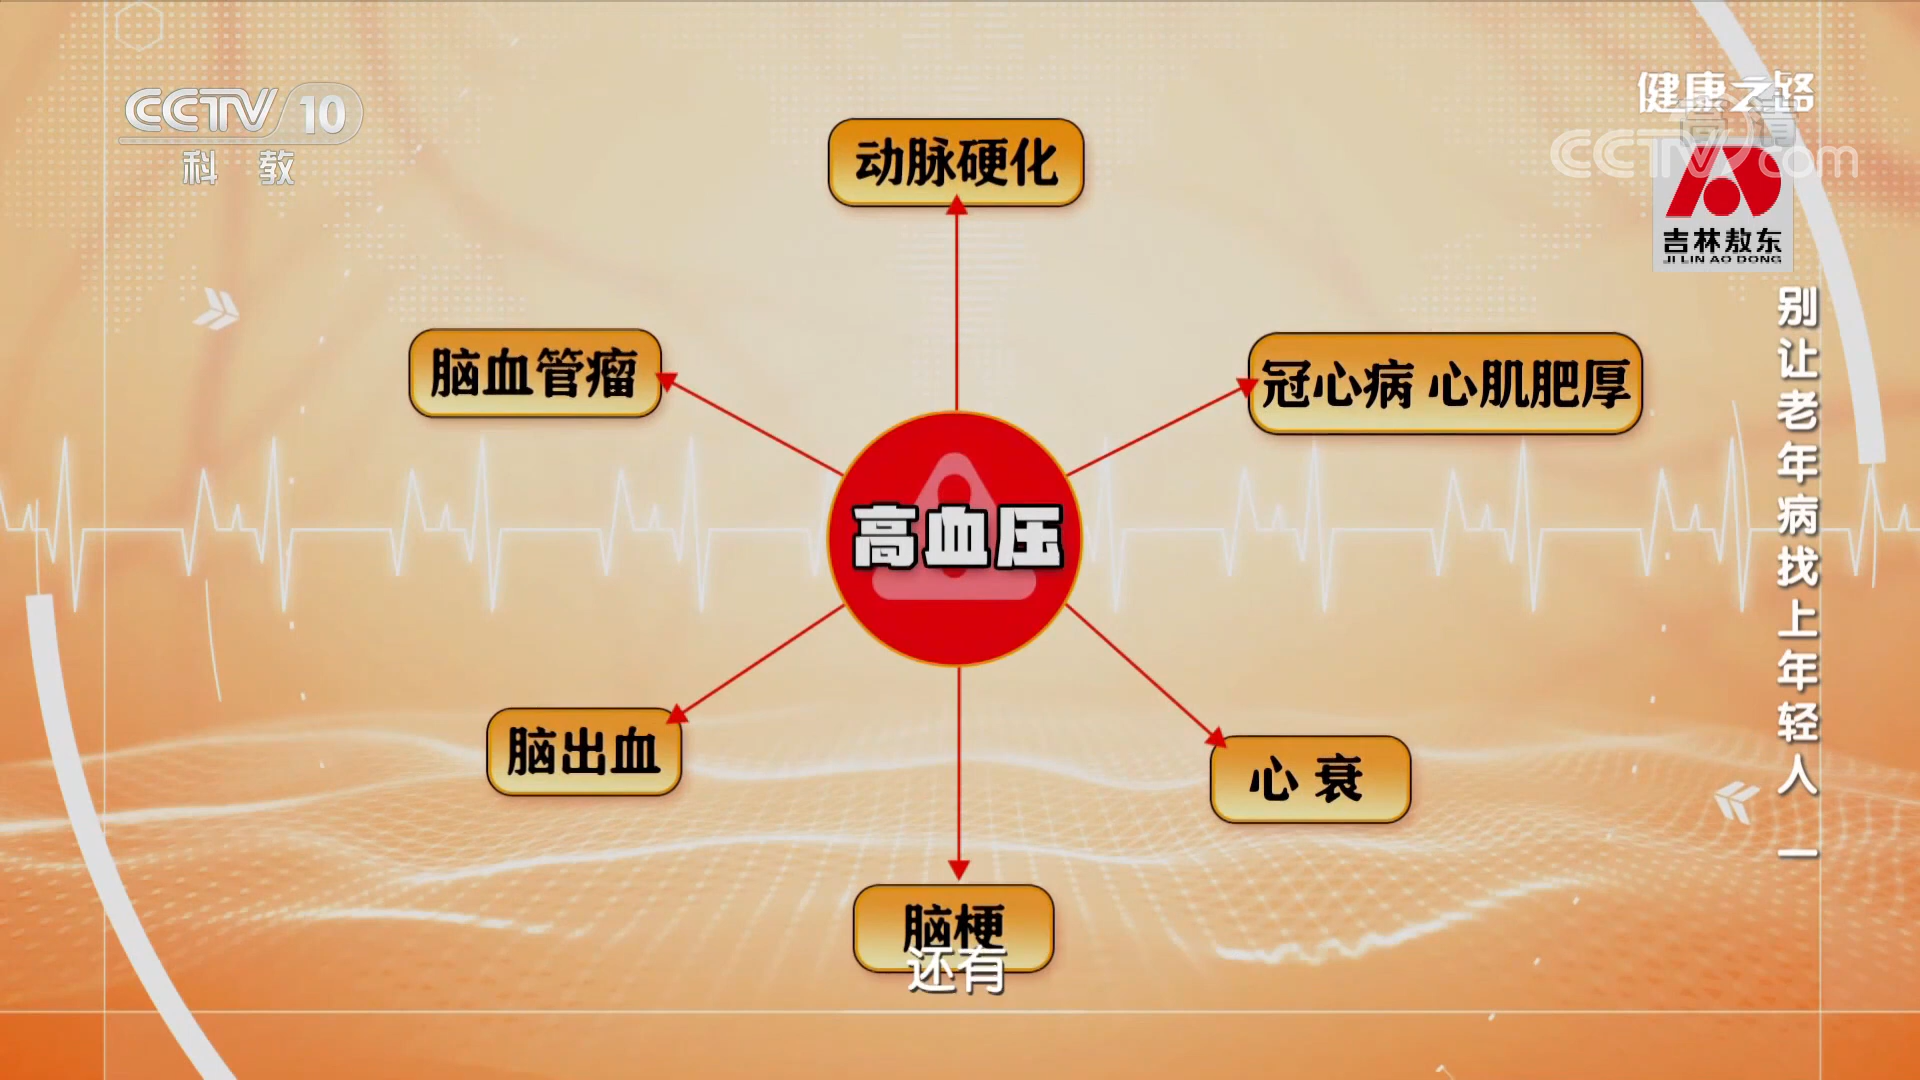 CCTV 10
科 教
健康之路
高清
CCTV com
吉林敖东
JI LIN AO DONG
别让老年病找上年轻人 一
动脉硬化
脑血管瘤
冠心病 心肌肥厚
高血压
脑出血
心 衰
脑梗
还有